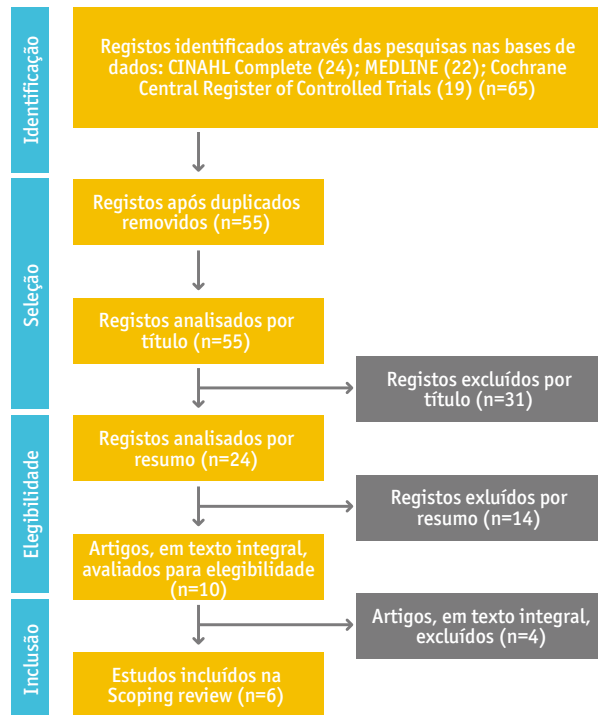 Identificação
Registos identificados através das pesquisas nas bases de
dados: CINAHL Complete (24); MEDLINE (22); Cochrane
Central Register of Controlled Trials (19) (n=65)
Seleção
Registos após duplicados
removidos (n=55)
Registos analisados por
título (n=55)
Registos excluídos por
título (n=31)
Elegibilidade
Registos analisados por
resumo (n=24)
Registos exluídos por
resumo (n=14)
Artigos, em texto integral,
avaliados para elegibilidade
(n=10)
Inclusão
Artigos, em texto integral,
excluídos (n=4)
Estudos incluídos na
Scoping review (n=6)